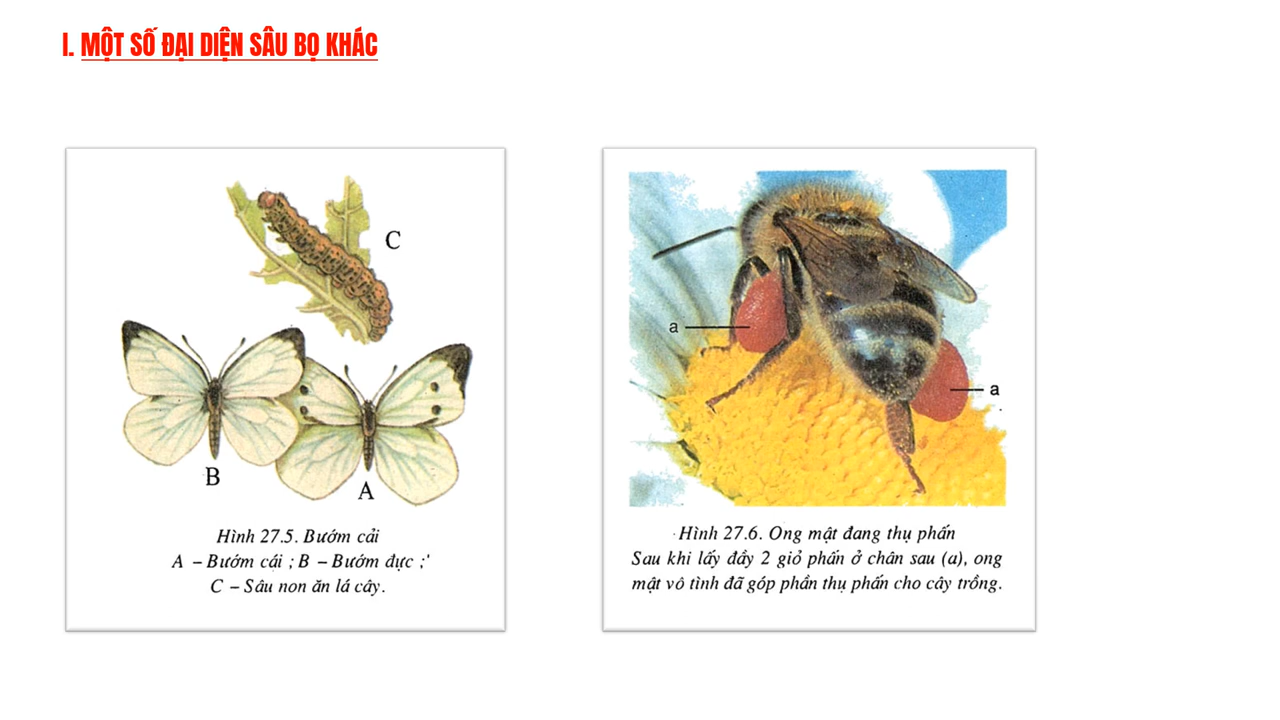 I. MỘT SỐ ĐẠI DIỆN SÂU BỌ KHÁC
C
B
A
Hình 27.5. Bướm cải
A – Bướm cái ; B – Bướm đực ;'
C – Sâu non ăn lá cây.
a
a
Hình 27.6. Ong mật đang thụ phấn
Sau khi lấy đầy 2 giỏ phấn ở chân sau (a), ong
mật vô tình đã góp phần thụ phấn cho cây trồng.